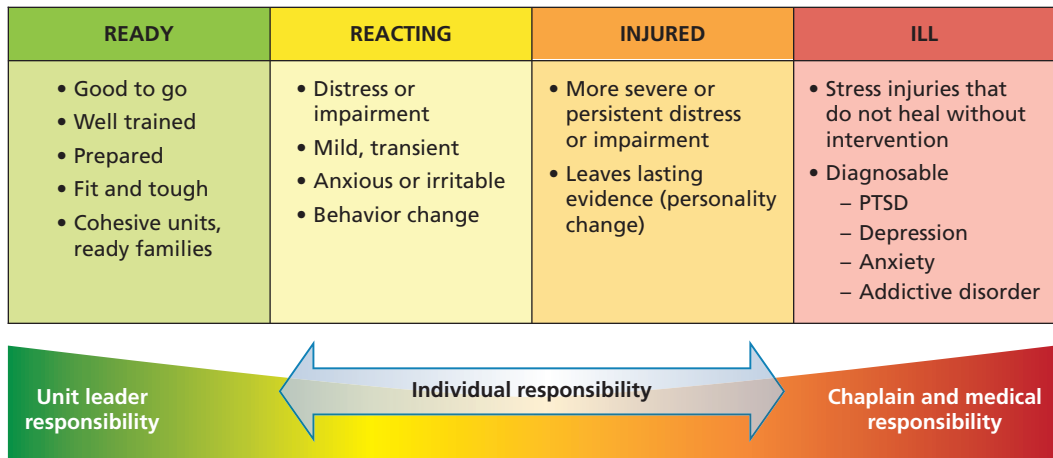 READY
• Good to go
• Well trained
• Prepared
• Fit and tough
• Cohesive units,
ready families
REACTING
• Distress or
impairment
• Mild, transient
• Anxious or irritable
• Behavior change
INJURED
• More severe or
persistent distress
or impairment
• Leaves lasting
evidence (personality
change)
ILL
• Stress injuries that
do not heal without
intervention
• Diagnosable
– PTSD
– Depression
– Anxiety
– Addictive disorder
Unit leader
responsibility
Individual responsibility
Chaplain and medical
responsibility